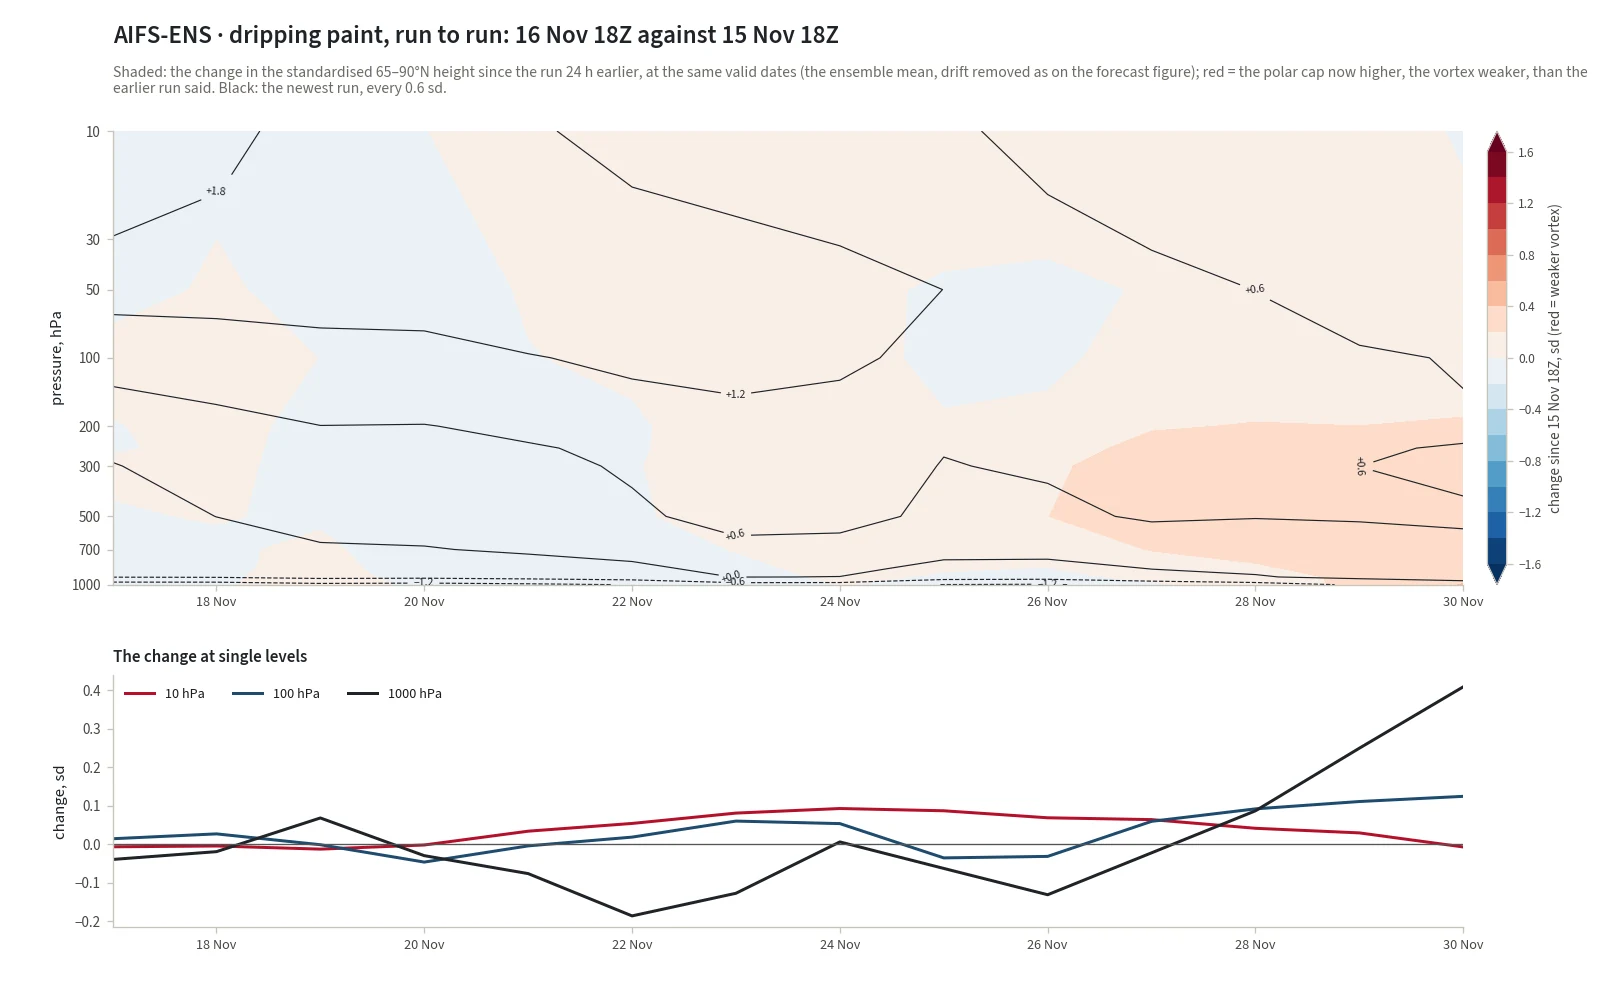 AIFS-ENS · dripping paint, run to run: 16 Nov 18Z against 15 Nov 18Z
Shaded: the change in the standardised 65–90°N height since the run 24 h earlier, at the same valid dates (the ensemble mean, drift removed as on the forecast figure); red = the polar cap now higher, the vortex weaker, than the
earlier run said. Black: the newest run, every 0.6 sd.
pressure, hPa
10
30
50
100
200
300
500
700
1000
+1.8
+0.6
+1.2
+0.6
+0.6
+0.0
−0.6
−1.2
−1.2
18 Nov
20 Nov
22 Nov
24 Nov
26 Nov
28 Nov
30 Nov
1.6
1.2
0.8
0.4
0.0
−0.4
−0.8
−1.2
−1.6
change since 15 Nov 18Z, sd (red = weaker vortex)
The change at single levels
10 hPa
100 hPa
1000 hPa
change, sd
0.4
0.3
0.2
0.1
0.0
−0.1
−0.2
18 Nov
20 Nov
22 Nov
24 Nov
26 Nov
28 Nov
30 Nov